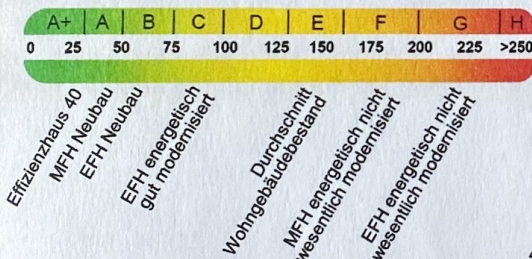 A+ A B C D E F G H
0 25 50 75 100 125 150 175 200 225 >250
Effizienzhaus 40
MFH Neubau
EFH Neubau
EFH energetisch
gut modernisiert
Durchschnitt
Wohngebäudebestand
MFH energetisch nicht
wesentlich modernisiert
EFH energetisch nicht
wesentlich modernisiert